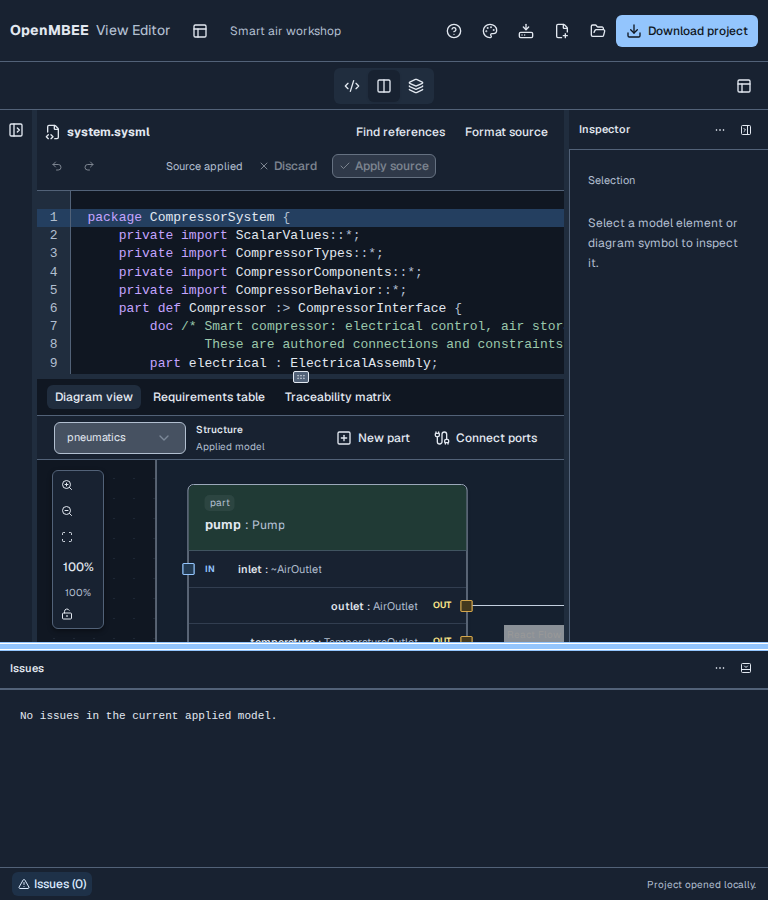 OpenMBEE View Editor
Smart air workshop
Download project
system.sysml
Find references
Format source
Source applied
Discard
Apply source
1 package CompressorSystem {
2 private import ScalarValues::*;
3 private import CompressorTypes::*;
4 private import CompressorComponents::*;
5 private import CompressorBehavior::*;
6 part def Compressor :> CompressorInterface {
7 doc /* Smart compressor: electrical control, air stor
8 These are authored connections and constraints
9 part electrical : ElectricalAssembly;
Inspector
Selection
Select a model element or
diagram symbol to inspect
it.
Diagram view
Requirements table
Traceability matrix
pneumatics
Structure
Applied model
New part
Connect ports
100%
100%
part
pump : Pump
IN inlet : ~AirOutlet
outlet : AirOutlet OUT
temperature : TemperatureOutlet OUT
React Flow
Issues
No issues in the current applied model.
Issues (0)
Project opened locally.